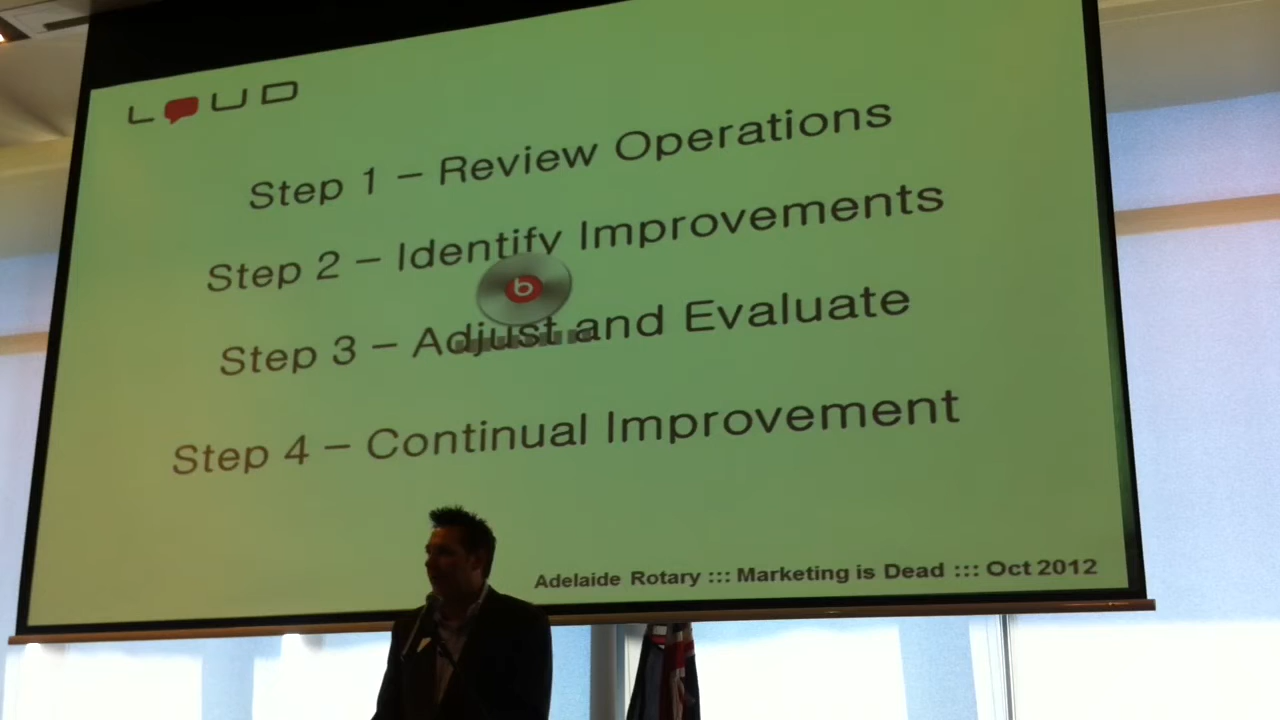 LOUD
Step 1 – Review Operations
Step 2 – Identify Improvements
b
Step 3 – Adjust and Evaluate
Step 4 – Continual Improvement
Adelaide Rotary ::: Marketing is Dead ::: Oct 2012